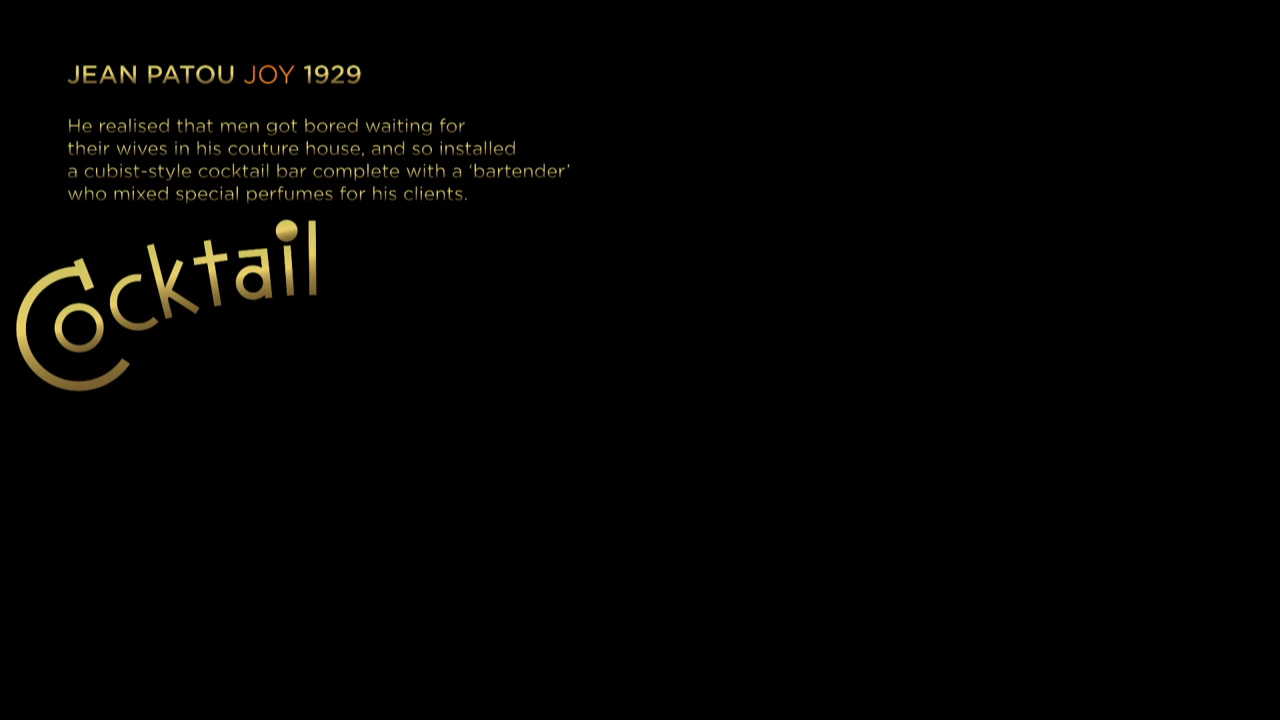 JEAN PATOU JOY 1929
He realised that men got bored waiting for
their wives in his couture house, and so installed
a cubist-style cocktail bar complete with a ‘bartender’
who mixed special perfumes for his clients.
Cocktail